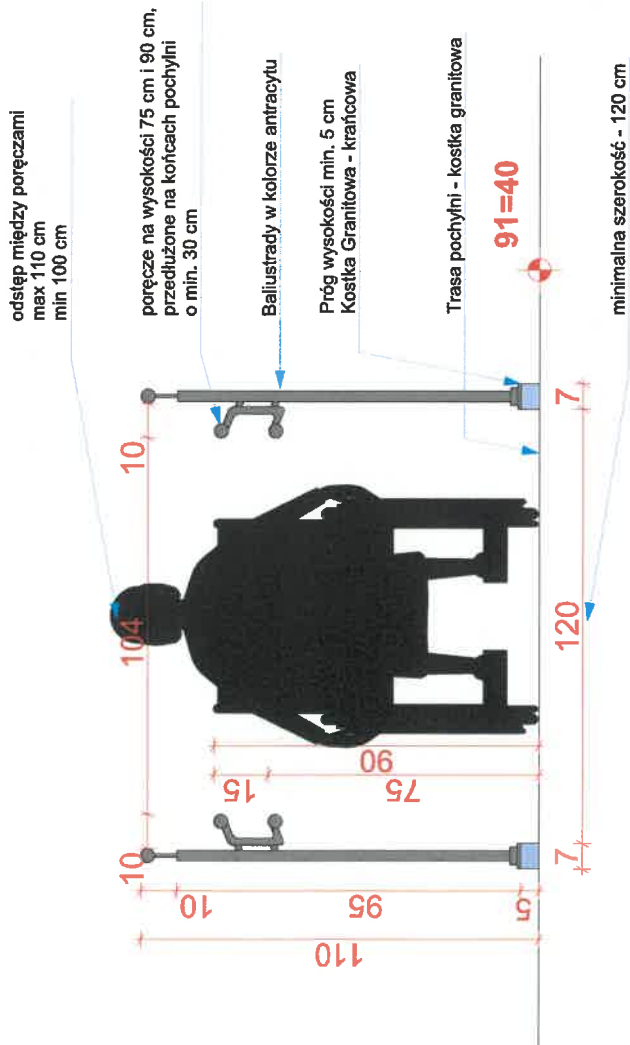 odstęp między poręczami
max 110 cm
min 100 cm
poręcze na wysokości 75 cm i 90 cm,
przedłużone na końcach pochylni
o min. 30 cm
Baliustrady w kolorze antracytu
Próg wysokości min. 5 cm
Kostka Granitowa - krańcowa
Trasa pochylni - kostka granitowa
91=40
minimalna szerokość - 120 cm
10
104
10
110
10
95
5
15
75
90
7
120
7